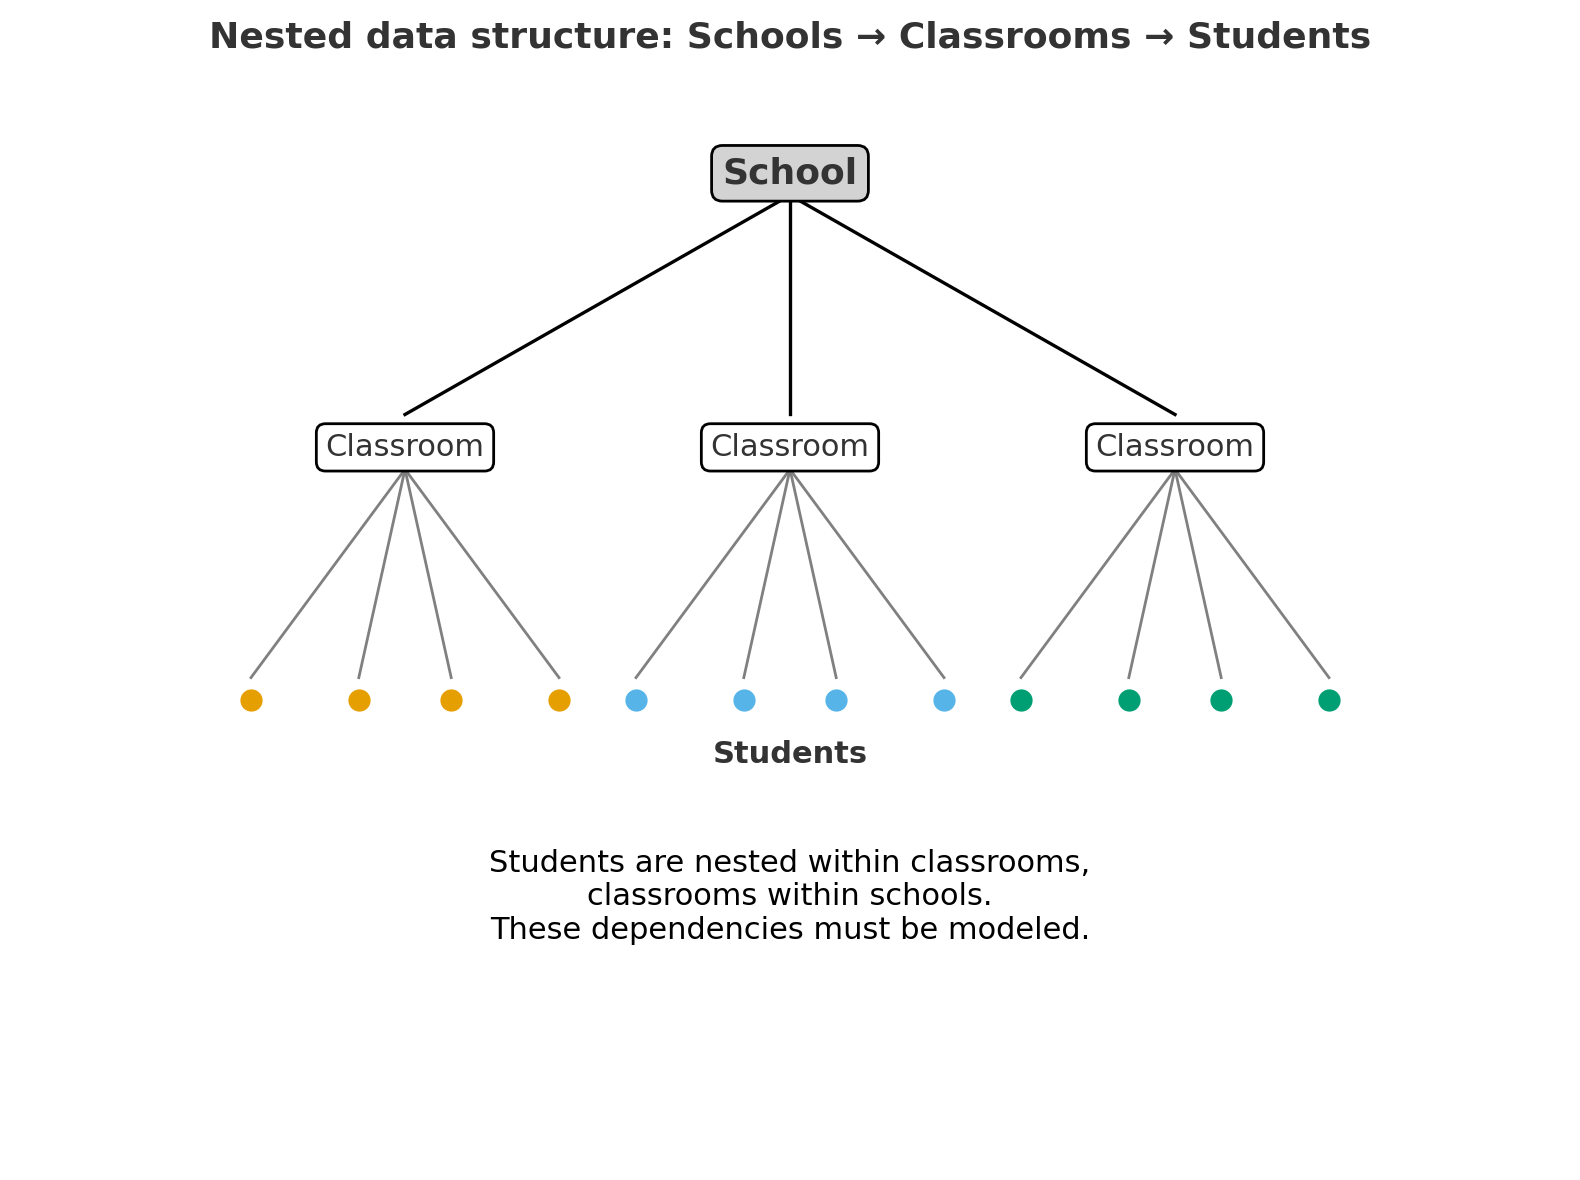 Nested data structure: Schools → Classrooms → Students
School
Classroom
Classroom
Classroom
Students
Students are nested within classrooms,
classrooms within schools.
These dependencies must be modeled.